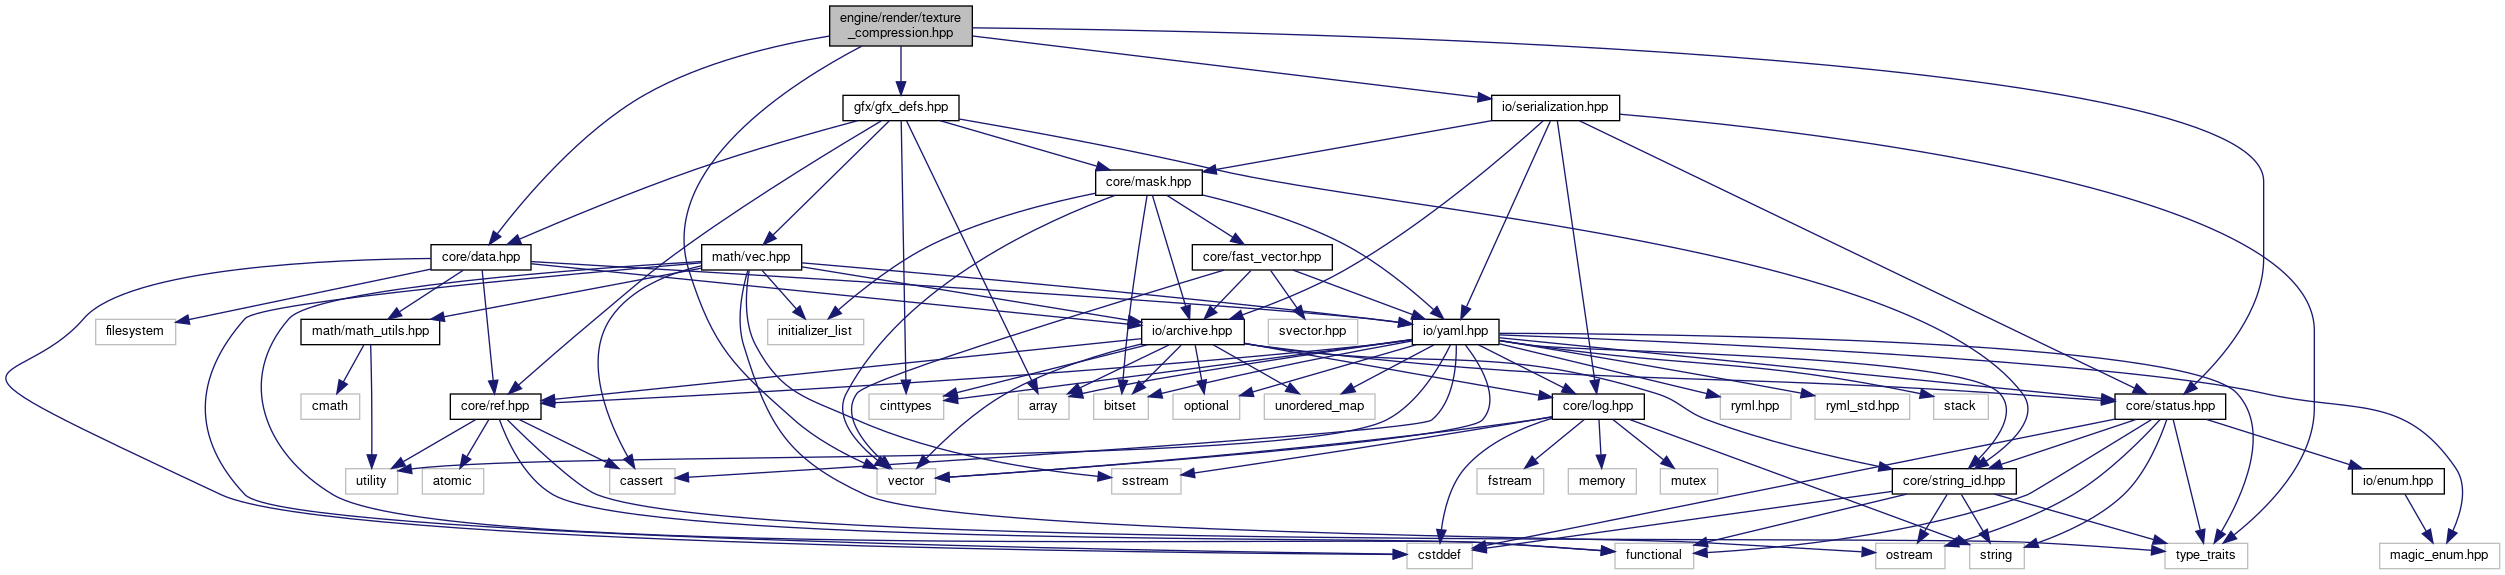 engine/render/texture
_compression.hpp
gfx/gfx_defs.hpp
io/serialization.hpp
core/mask.hpp
core/data.hpp
math/vec.hpp
core/fast_vector.hpp
filesystem
math/math_utils.hpp
initializer_list
io/archive.hpp
svector.hpp
io/yaml.hpp
cmath
core/ref.hpp
cinttypes
array
bitset
optional
unordered_map
core/log.hpp
ryml.hpp
ryml_std.hpp
stack
core/status.hpp
utility
atomic
cassert
vector
sstream
fstream
memory
mutex
core/string_id.hpp
io/enum.hpp
cstddef
functional
ostream
string
type_traits
magic_enum.hpp